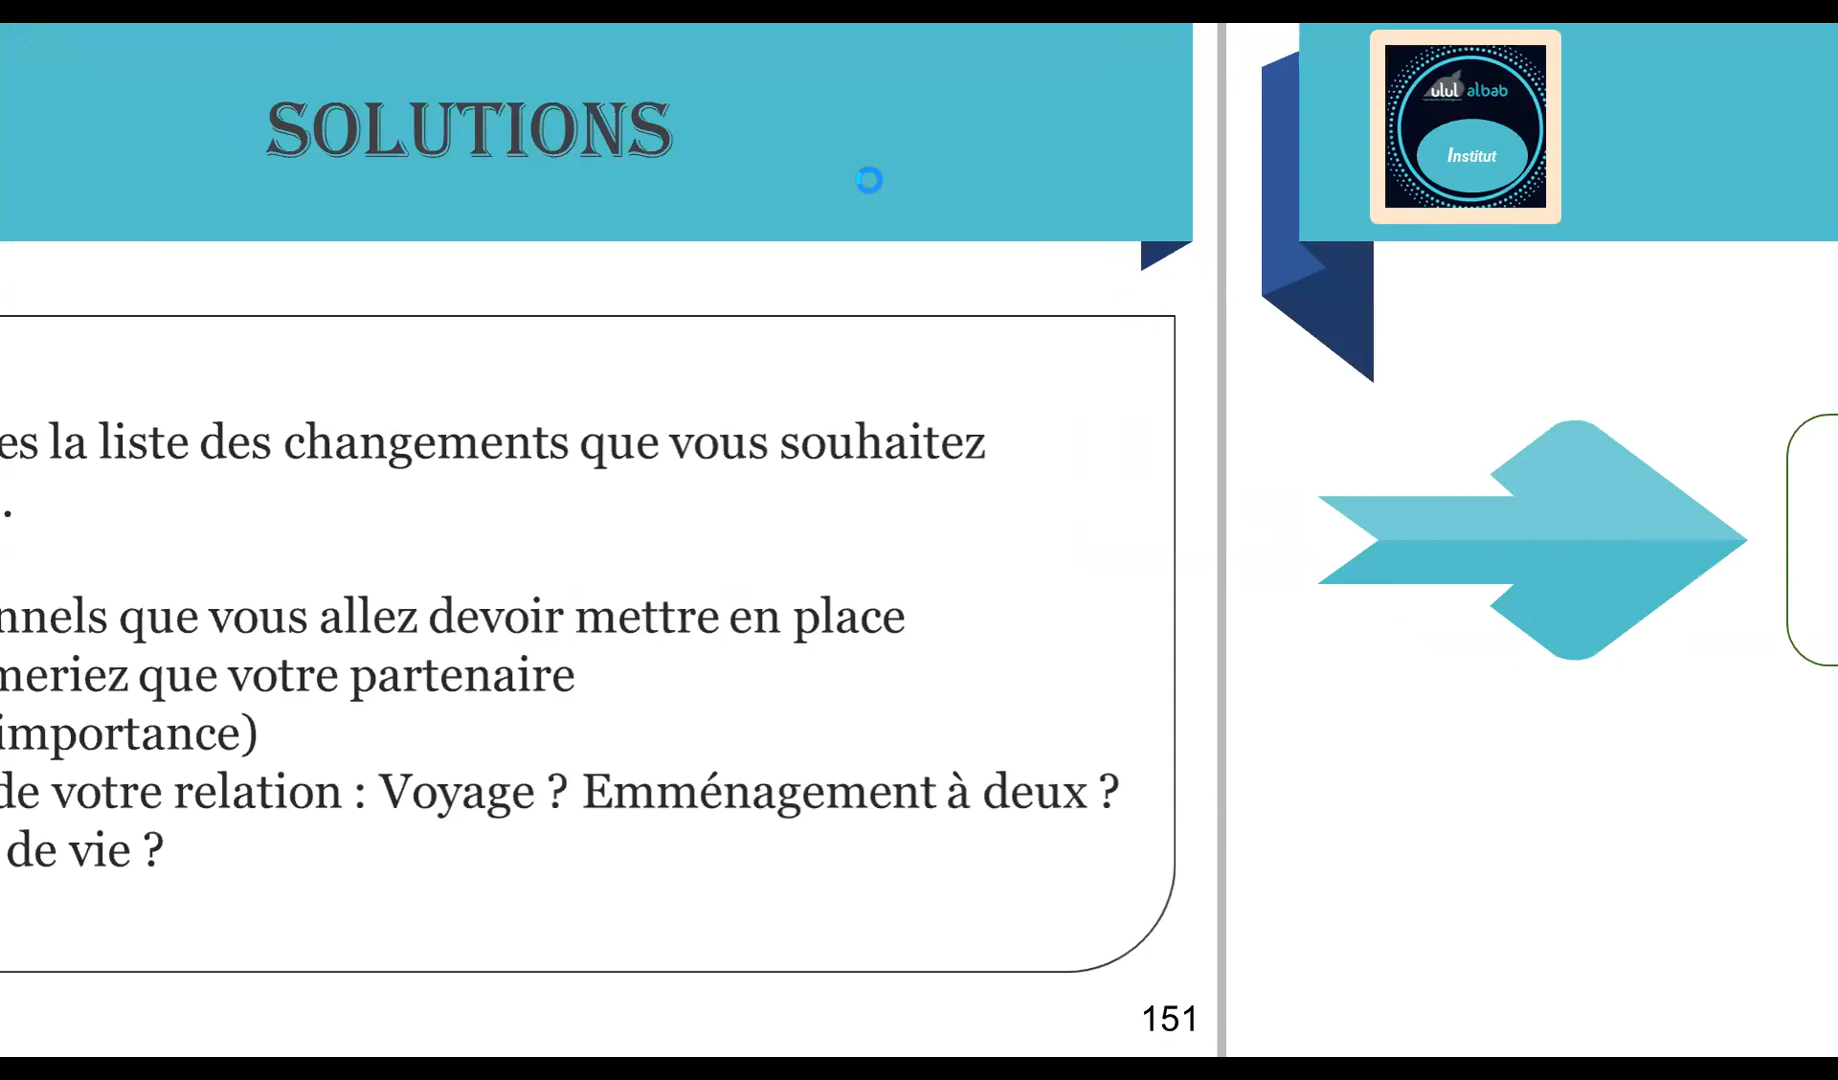 SOLUTIONS
ulul albab
Institut
es la liste des changements que vous souhaitez
.
nnels que vous allez devoir mettre en place
meriez que votre partenaire
importance)
de votre relation : Voyage ? Emménagement à deux ?
de vie ?
151